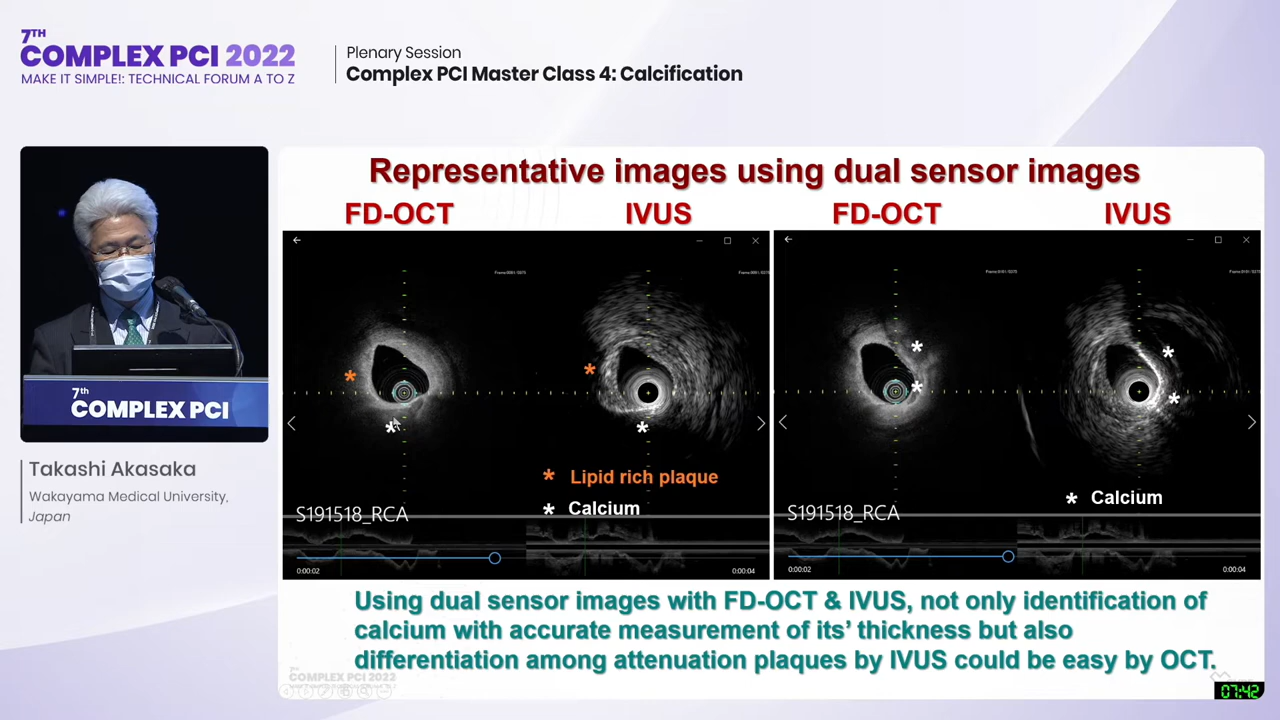 7TH
COMPLEX PCI 2022
MAKE IT SIMPLE!: TECHNICAL FORUM A TO Z
Plenary Session
Complex PCI Master Class 4: Calcification
7th
COMPLEX PCI
Takashi Akasaka
Wakayama Medical University,
Japan
Representative images using dual sensor images
FD-OCT IVUS FD-OCT IVUS
* *
* *
* Lipid rich plaque
* Calcium
S191518_RCA
0:00:02 0:00:04
* *
* *
* Calcium
S191518_RCA
0:00:02 0:00:04
Using dual sensor images with FD-OCT & IVUS, not only identification of
calcium with accurate measurement of its' thickness but also
differentiation among attenuation plaques by IVUS could be easy by OCT.
7TH
COMPLEX PCI 2022
07:42